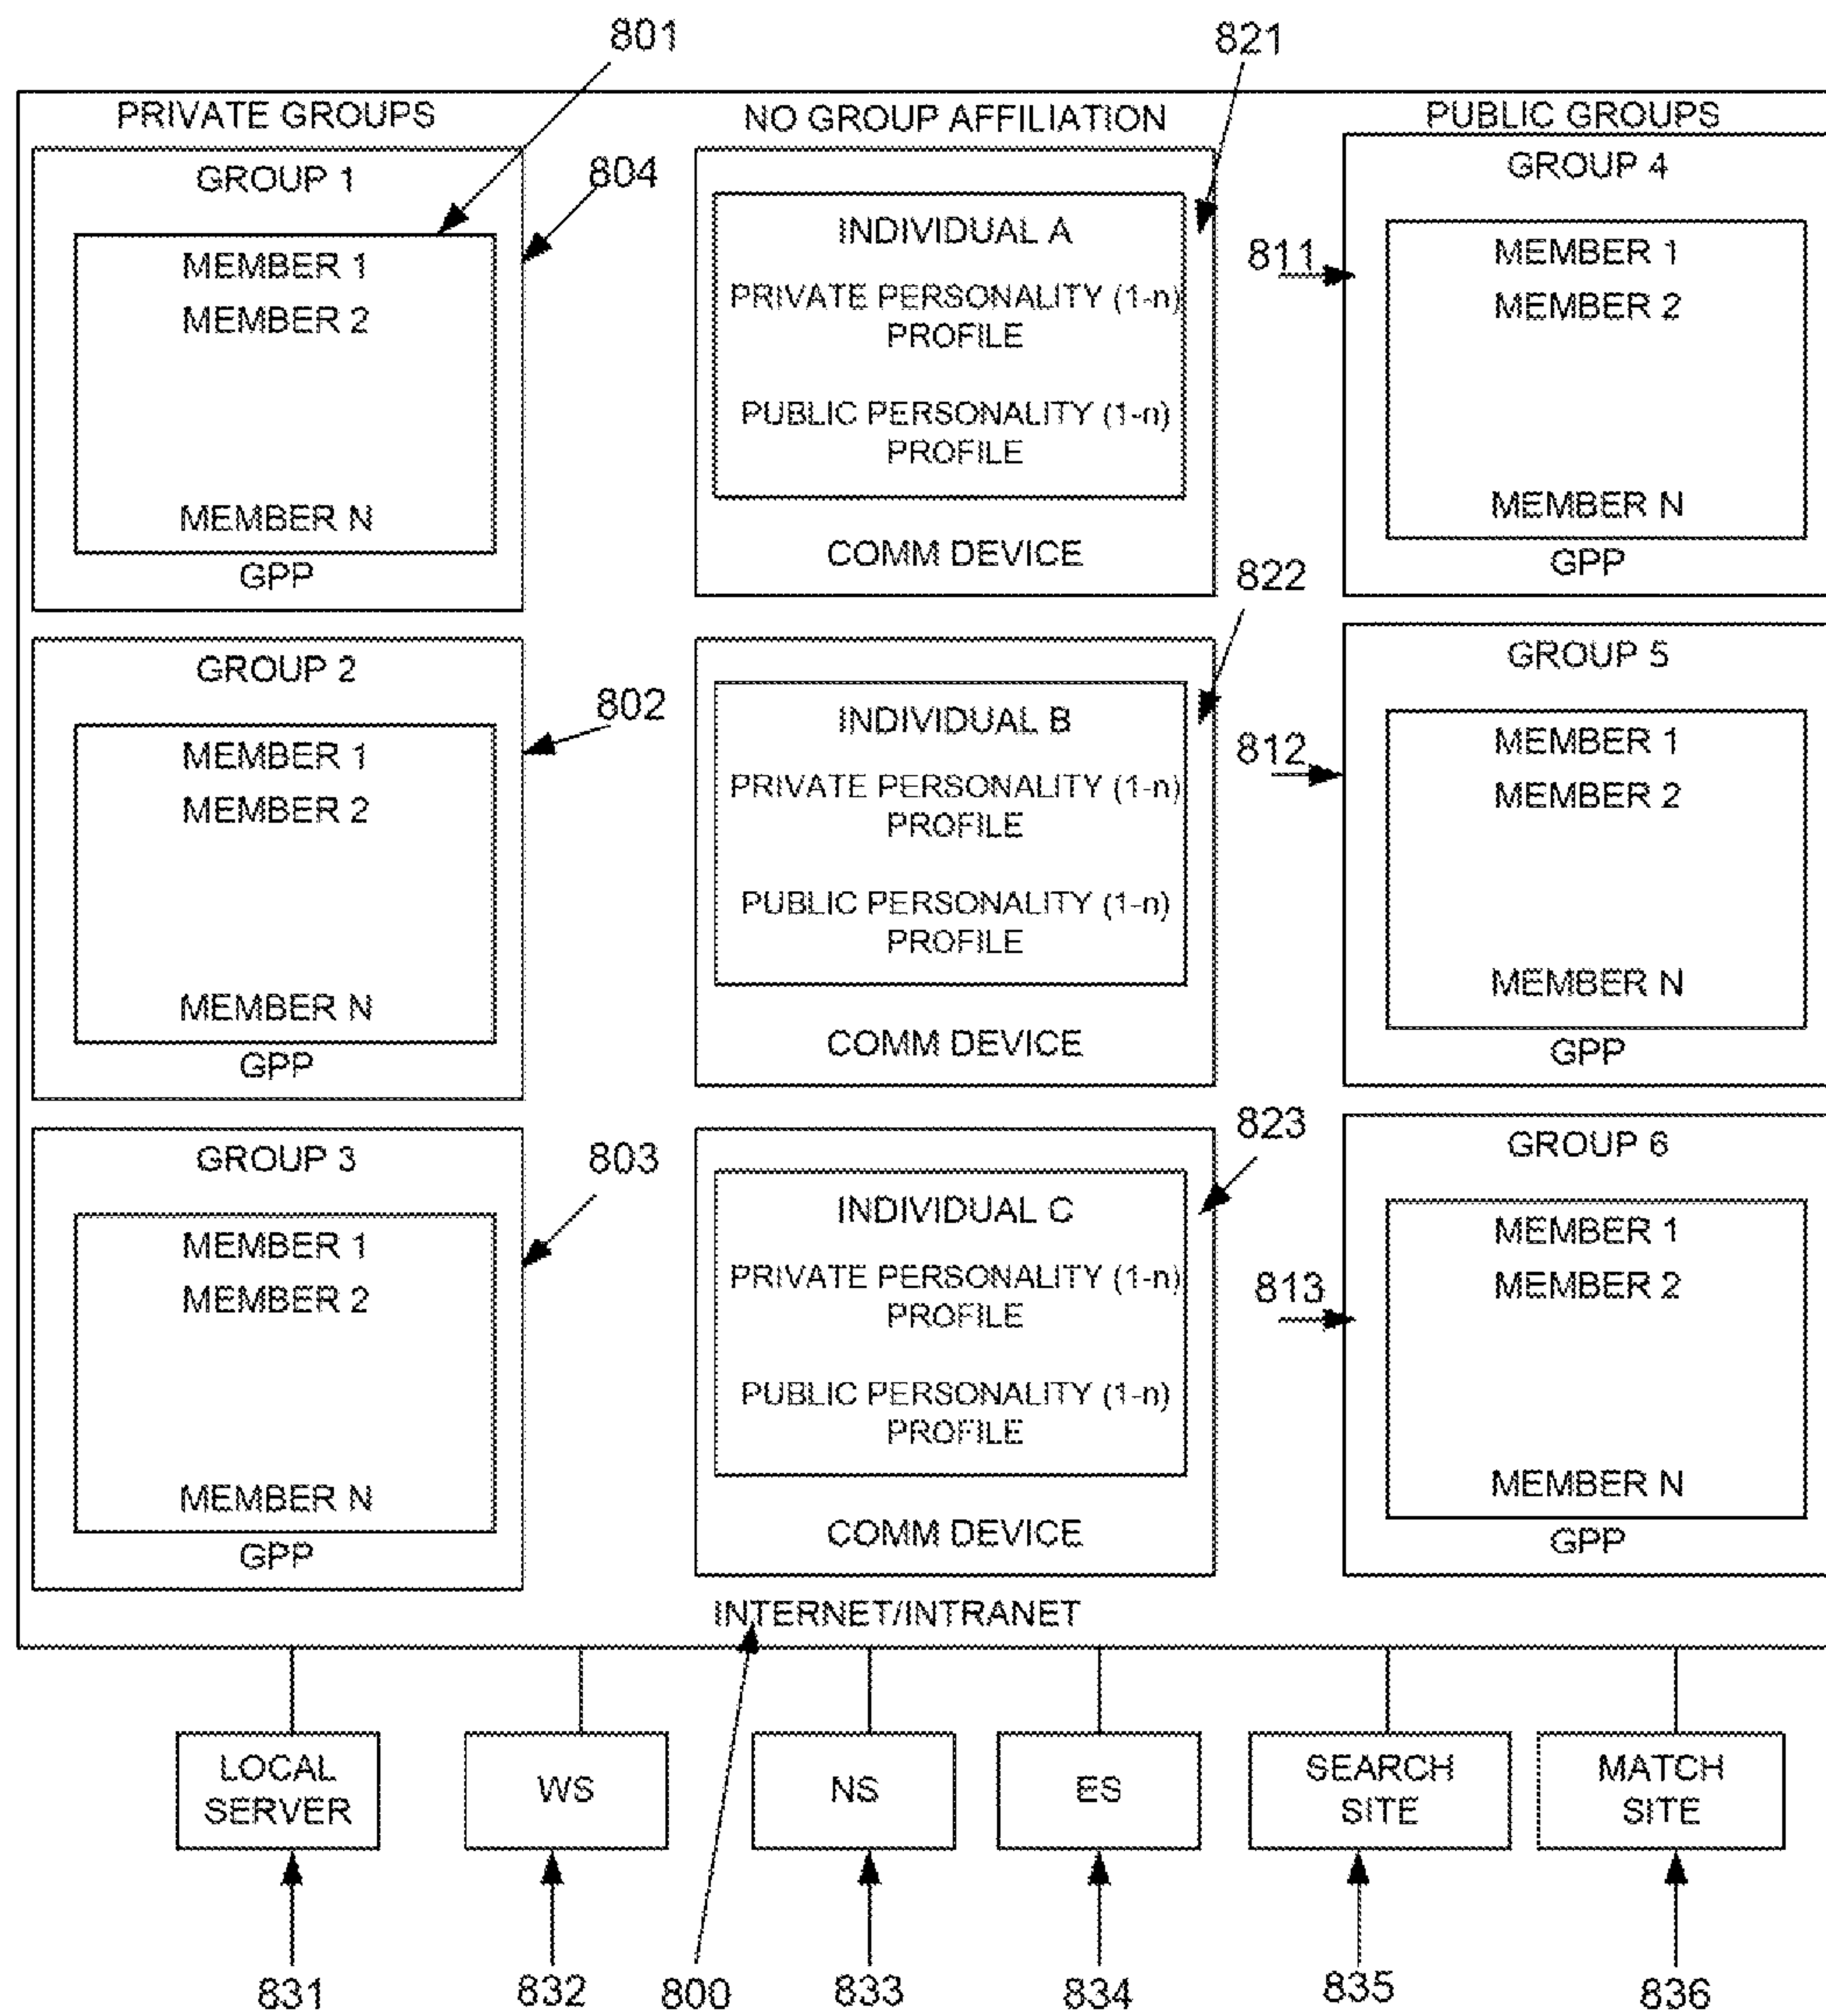 801
821
PRIVATE GROUPS
NO GROUP AFFILIATION
PUBLIC GROUPS
GROUP 1
804
MEMBER 1
MEMBER 2
MEMBER N
GPP
INDIVIDUAL A
PRIVATE PERSONALITY (1-n)
PROFILE
PUBLIC PERSONALITY (1-n)
PROFILE
COMM DEVICE
GROUP 4
811
MEMBER 1
MEMBER 2
MEMBER N
GPP
822
GROUP 2
802
MEMBER 1
MEMBER 2
MEMBER N
GPP
INDIVIDUAL B
PRIVATE PERSONALITY (1-n)
PROFILE
PUBLIC PERSONALITY (1-n)
PROFILE
COMM DEVICE
GROUP 5
812
MEMBER 1
MEMBER 2
MEMBER N
GPP
823
GROUP 3
803
MEMBER 1
MEMBER 2
MEMBER N
GPP
INDIVIDUAL C
PRIVATE PERSONALITY (1-n)
PROFILE
PUBLIC PERSONALITY (1-n)
PROFILE
COMM DEVICE
GROUP 6
813
MEMBER 1
MEMBER 2
MEMBER N
GPP
INTERNET/INTRANET
LOCAL
SERVER
WS
NS
ES
SEARCH
SITE
MATCH
SITE
831
832
800
833
834
835
836